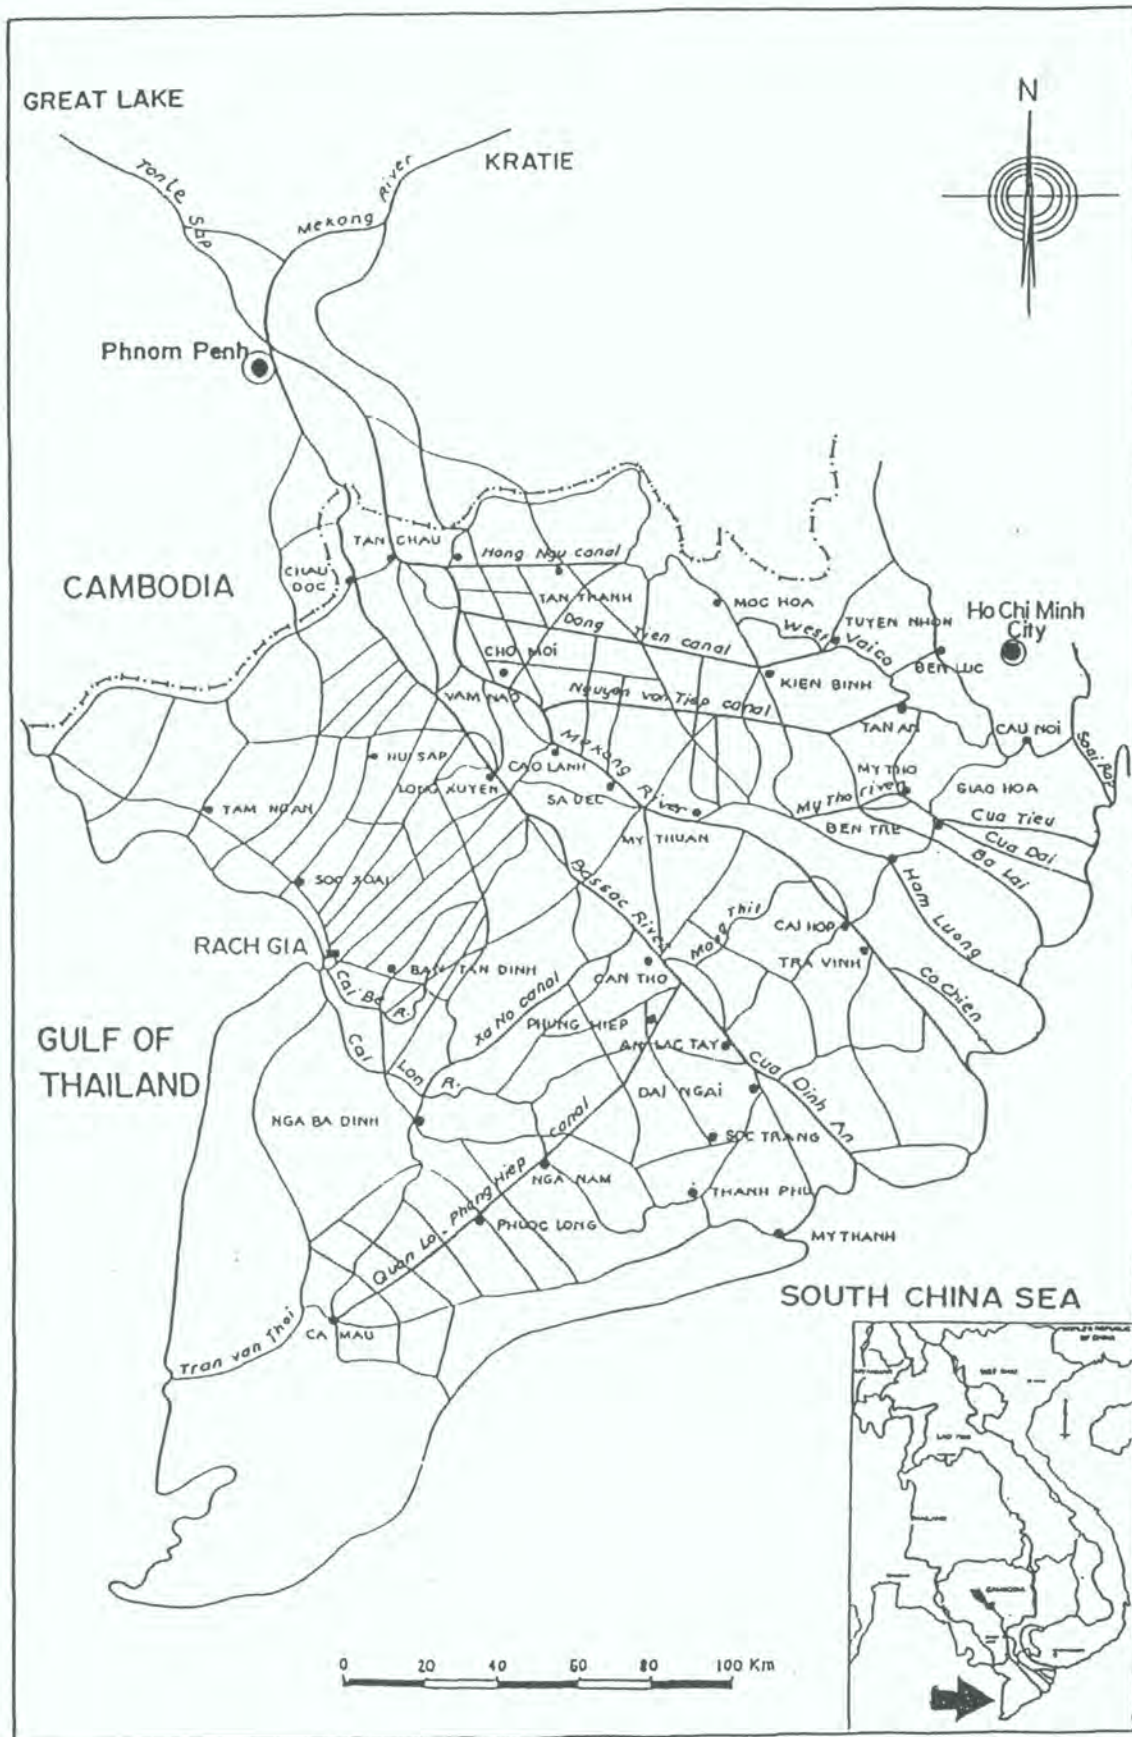 GREAT LAKE
N
KRATIE
Tonle Sap
Mekong River
Phnom Penh
CAMBODIA
TAN CHAU
CHAU DOC
Hong Ngu canal
TAN THANH
MOC HOA
Ho Chi Minh City
TUYEN NHON
West Vaico
Dong Tien canal
BEN LUC
CHO MOI
KIEN BINH
VAM NAO
Nguyen van Tiep canal
TAN AN
CAU NOI
NUI SAP
CAO LANH
Mekong River
MY THO
GIAO HOA
LONG XUYEN
SA DEC
My Tho river
TAM NGAN
BEN TRE
Cua Tieu
Cua Dai
Ba Lai
MY THUAN
SOC XOAI
Bassac River
Ham Luong
Mang Thit
CAI HOP
TRA VINH
RACH GIA
BAN TAN DINH
CAN THO
Co Chien
Cai Be R.
Xa No canal
PHUNG HIEP
AN LAC TAY
GULF OF
THAILAND
Cai Lon R.
Cua Dinh An
DAI NGAI
NGA BA DINH
SOC TRANG
NGA NAM
THANH PHU
Quan Lo - Phung Hiep canal
PHUOC LONG
MY THANH
SOUTH CHINA SEA
Tran van Thoi
CA MAU
OF CHINA
THAILAND
CAMBODIA
0 20 40 60 80 100 Km